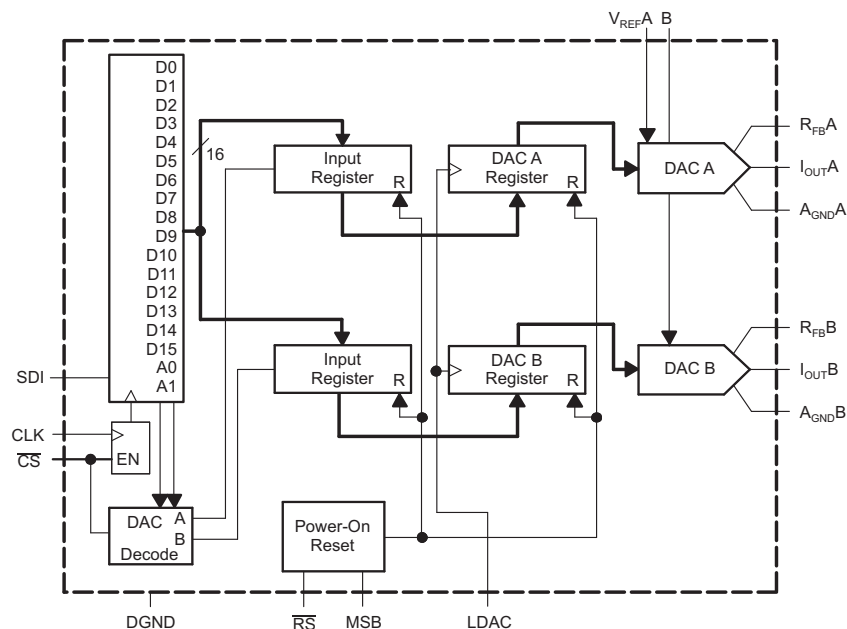 V_REF A B
D0
D1
D2
D3
D4
D5
D6
D7
D8
D9
D10
D11
D12
D13
D14
D15
A0
A1
16
Input
Register
R
DAC A
Register
R
DAC A
R_FB A
I_OUT A
A_GND A
Input
Register
R
DAC B
Register
R
DAC B
R_FB B
I_OUT B
A_GND B
SDI
CLK
C̅S̅
EN
DAC
Decode
A
B
Power-On
Reset
DGND
R̅S̅
MSB
LDAC